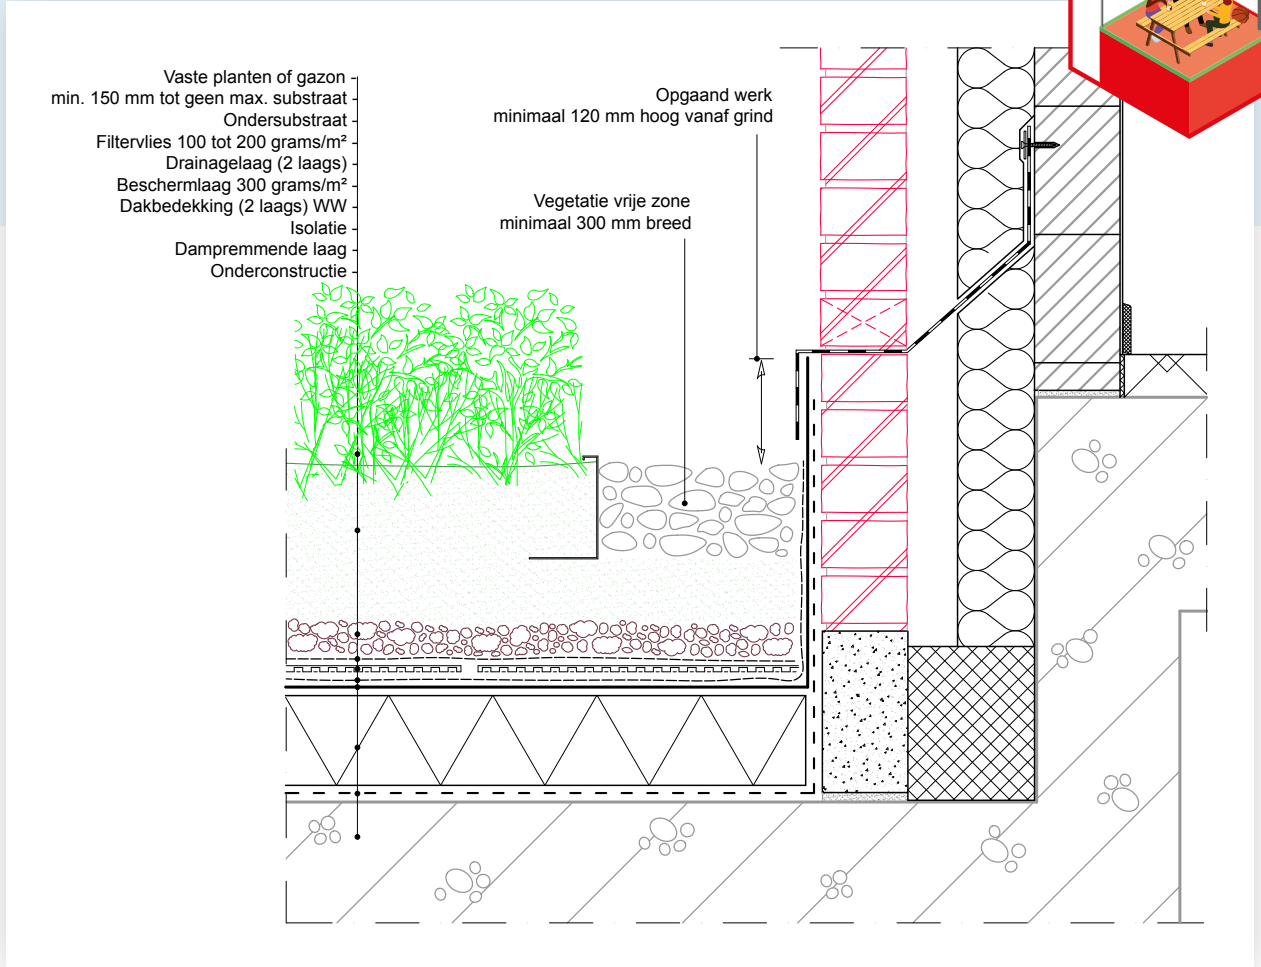 Vaste planten of gazon
min. 150 mm tot geen max. substraat
Ondersubstraat
Filtervlies 100 tot 200 grams/m²
Drainagelaag (2 laags)
Beschermlaag 300 grams/m²
Dakbedekking (2 laags) WW
Isolatie
Dampremmende laag
Onderconstructie
Opgaand werk
minimaal 120 mm hoog vanaf grind
Vegetatie vrije zone
minimaal 300 mm breed